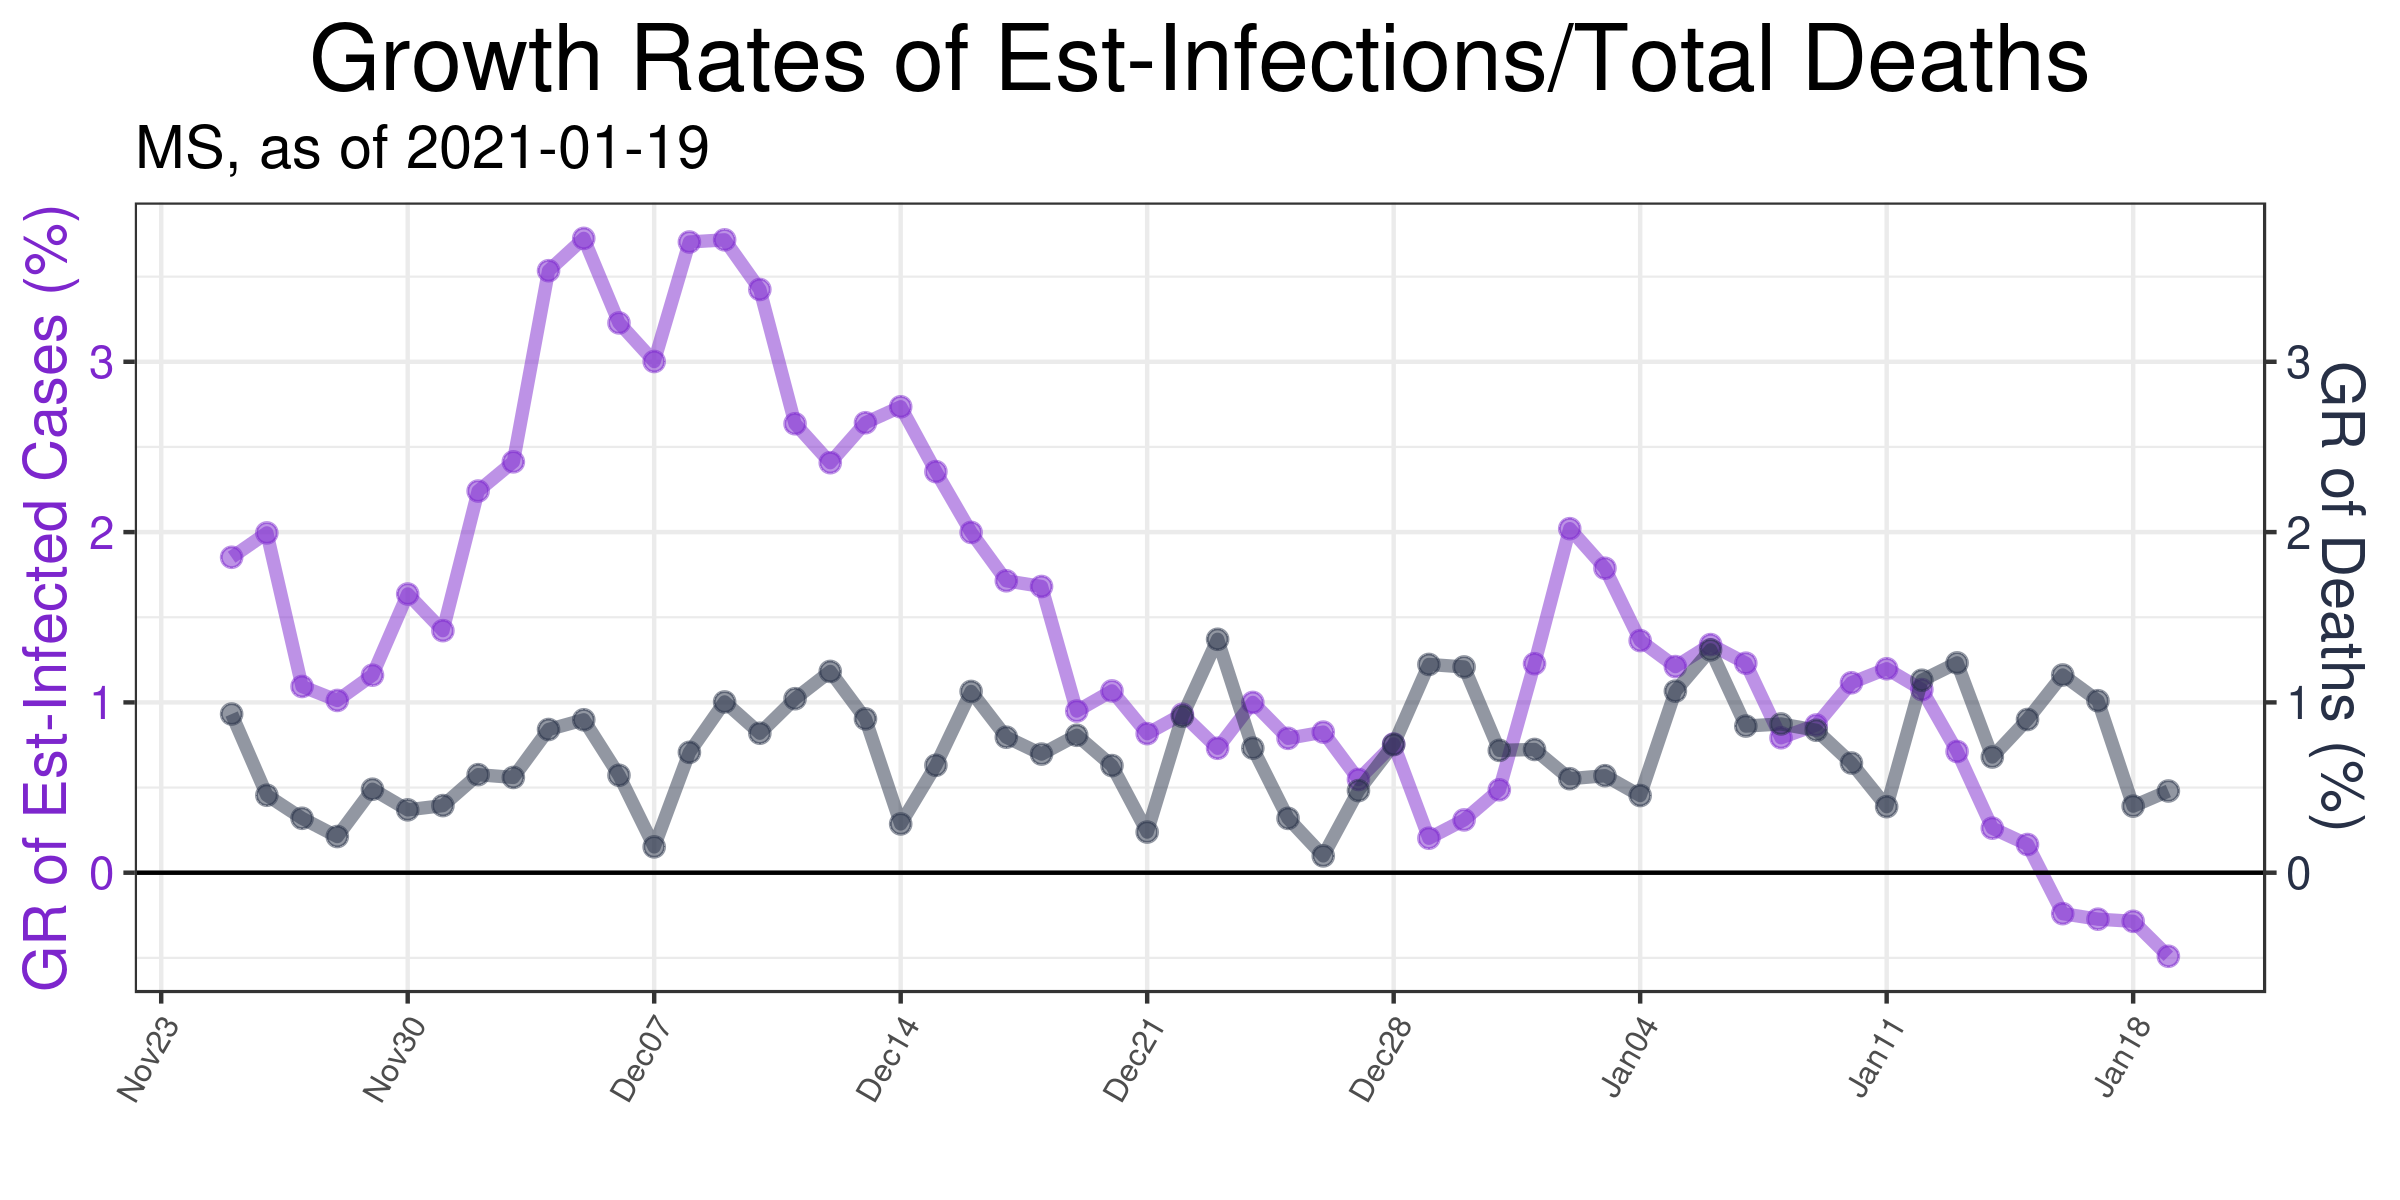 Growth Rates of Est-Infections/Total Deaths
MS, as of 2021-01-19
GR of Est-Infected Cases (%)
3
2
1
0
3
2
1
0
GR of Deaths (%)
Nov23
Nov30
Dec07
Dec14
Dec21
Dec28
Jan04
Jan11
Jan18